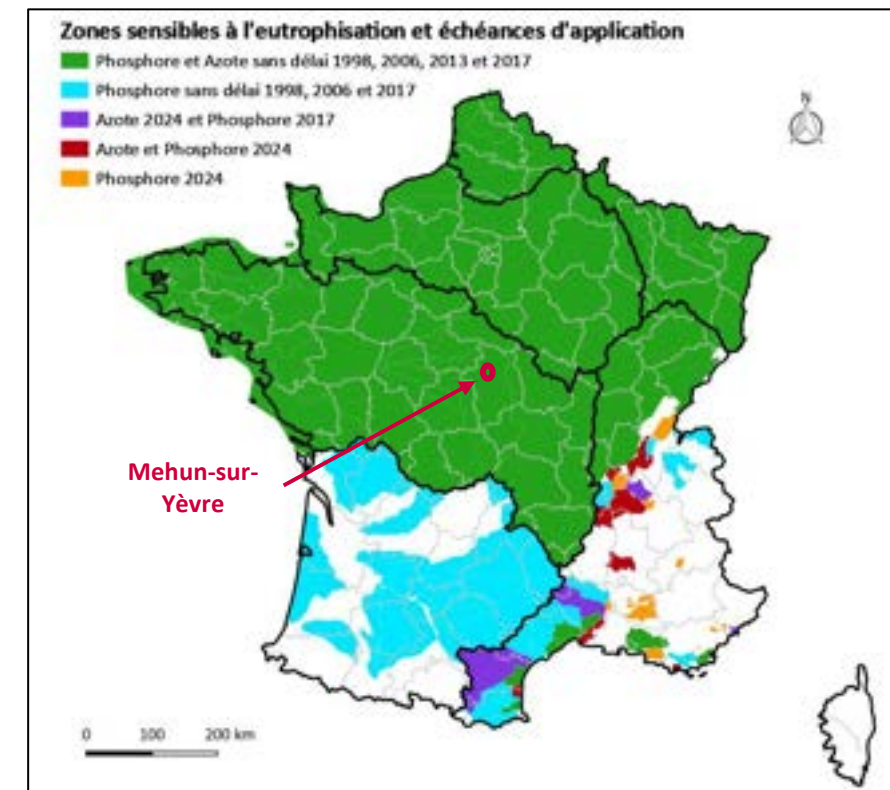 Zones sensibles à l'eutrophisation et échéances d'application
Phosphore et Azote sans délai 1998, 2006, 2013 et 2017
Phosphore sans délai 1998, 2006 et 2017
Azote 2024 et Phosphore 2017
Azote et Phosphore 2024
Phosphore 2024
N
Mehun-sur-
Yèvre
0 100 200 km